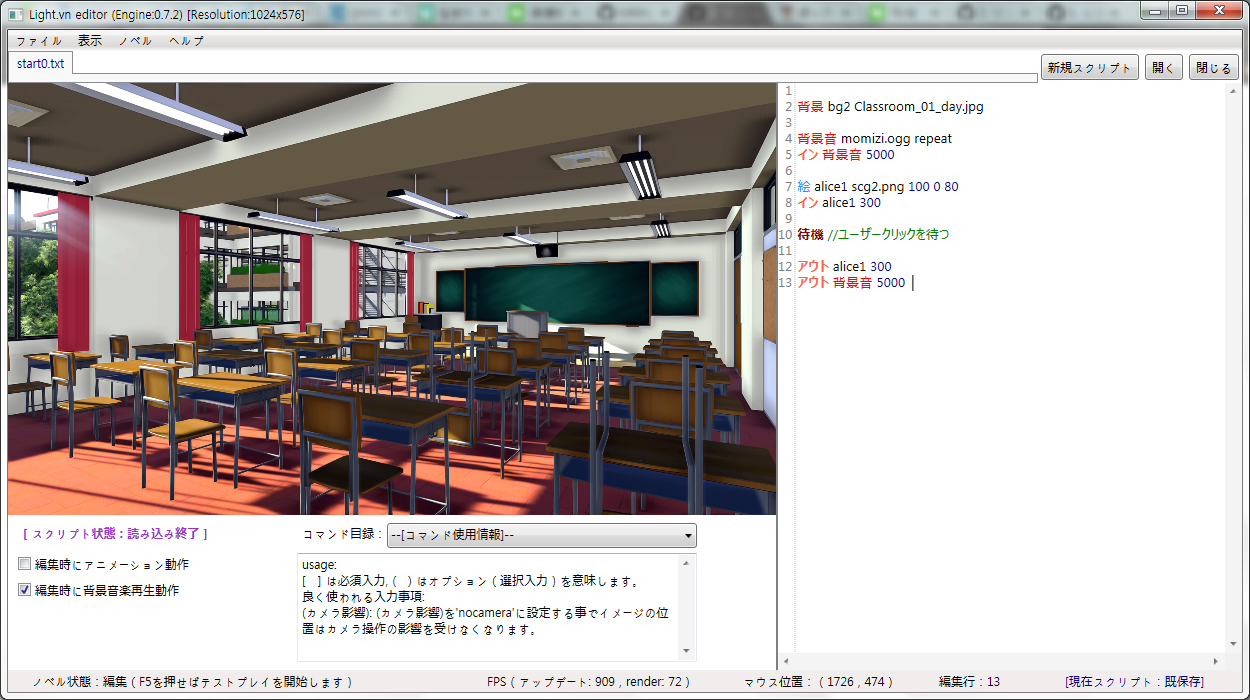 Light.vn editor (Engine:0.7.2) [Resolution:1024x576]
ファイル 表示 ノベル ヘルプ
start0.txt
新規スクリプト 開く 閉じる
1
2 背景 bg2 Classroom_01_day.jpg
3
4 背景音 momizi.ogg repeat
5 イン 背景音 5000
6
7 絵 alice1 scg2.png 100 0 80
8 イン alice1 300
9
10 待機 //ユーザークリックを待つ
11
12 アウト alice1 300
13 アウト 背景音 5000
[ スクリプト状態 : 読み込み終了 ]
編集時にアニメーション動作
編集時に背景音楽再生動作
コマンド目録 : --[コマンド使用情報]--
usage:
[ ] は必須入力, ( ) はオプション ( 選択入力 ) を意味します。
良く使われる入力事項:
(カメラ影響): (カメラ影響)を'nocamera'に設定する事でイメージの位
置はカメラ操作の影響を受けなくなります。
ノベル状態 : 編集 ( F5を押せばテストプレイを開始します ) FPS ( アップデート: 909 , render: 72 ) マウス位置 : ( 1726 , 474 ) 編集行 : 13 [現在スクリプト : 既保存]